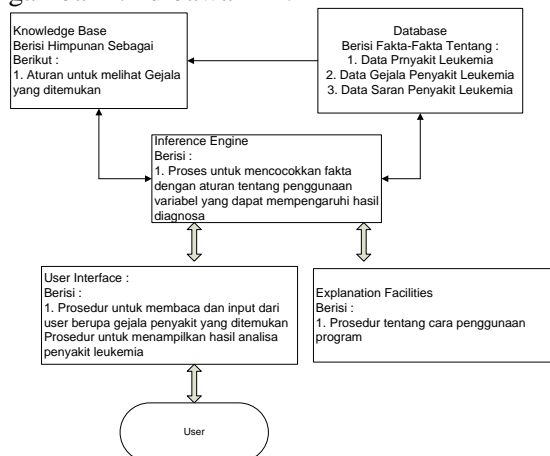 Knowledge Base
Berisi Himpunan Sebagai
Berikut :
1. Aturan untuk melihat Gejala
yang ditemukan
Database
Berisi Fakta-Fakta Tentang :
1. Data Prnyakit Leukemia
2. Data Gejala Penyakit Leukemia
3. Data Saran Penyakit Leukemia
Inference Engine
Berisi :
1. Proses untuk mencocokkan fakta
dengan aturan tentang penggunaan
variabel yang dapat mempengaruhi hasil
diagnosa
User Interface :
Berisi :
1. Prosedur untuk membaca dan input dari
user berupa gejala penyakit yang ditemukan
Prosedur untuk menampilkan hasil analisa
penyakit leukemia
Explanation Facilities
Berisi :
1. Prosedur tentang cara penggunaan
program
User